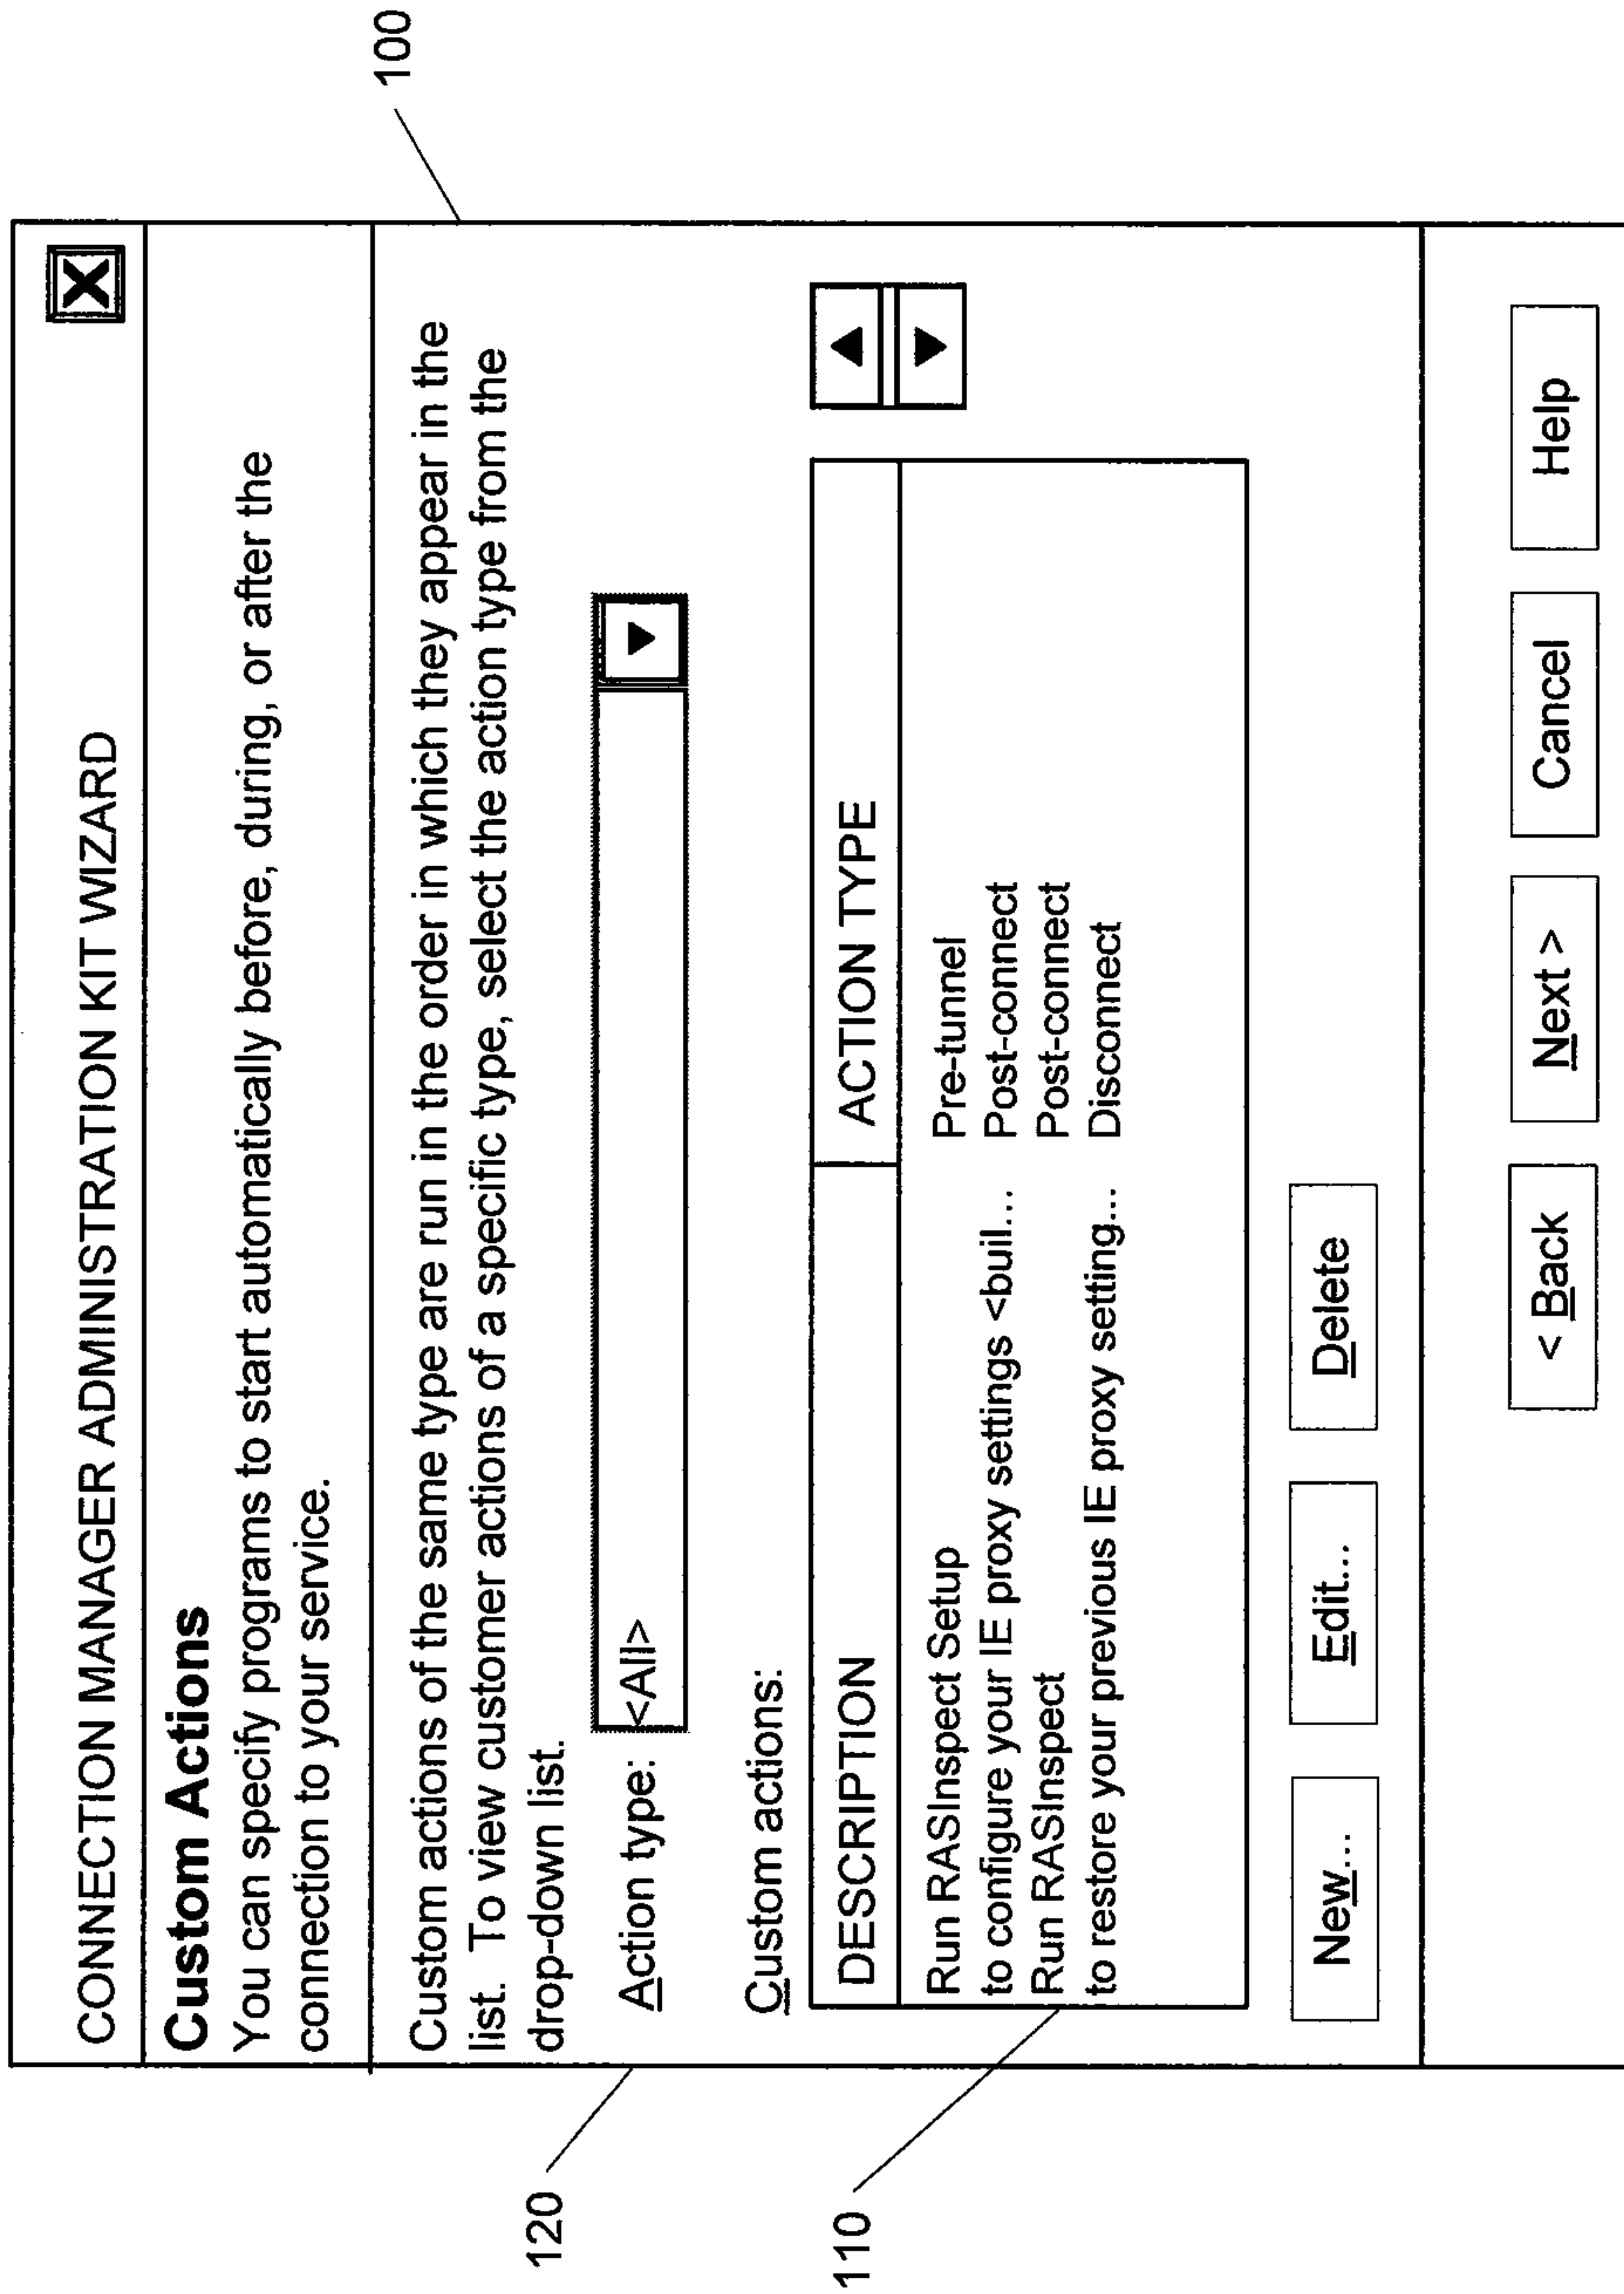 CONNECTION MANAGER ADMINISTRATION KIT WIZARD
X
Custom Actions
You can specify programs to start automatically before, during, or after the
connection to your service.
100
Custom actions of the same type are run in the order in which they appear in the
list. To view customer actions of a specific type, select the action type from the
drop-down list.
120
Action type: <All>
Custom actions:
DESCRIPTION ACTION TYPE
Run RASInspect Setup Pre-tunnel
to configure your IE proxy settings <buil... Post-connect
Run RASInspect Post-connect
to restore your previous IE proxy setting... Disconnect
110
New... Edit... Delete
< Back Next > Cancel Help